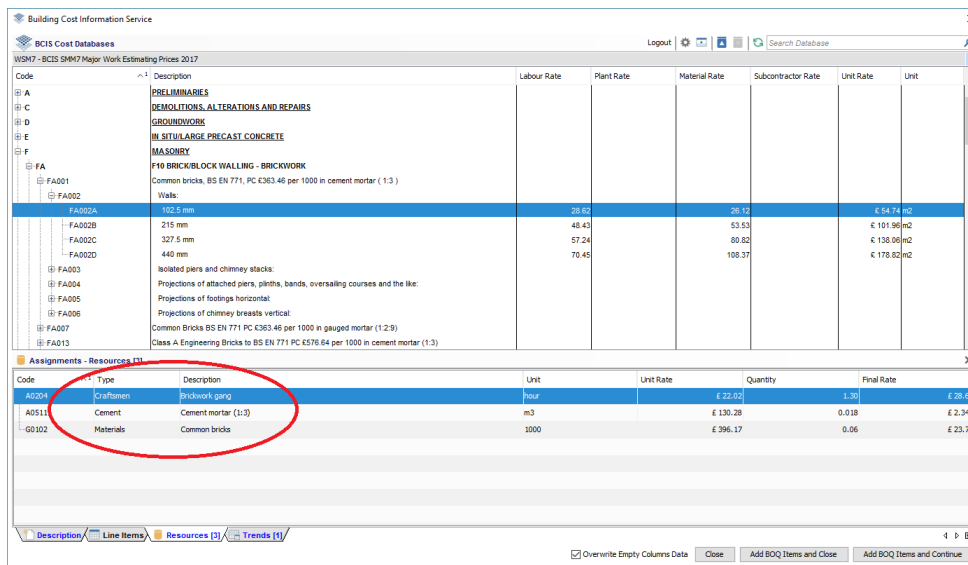 Building Cost Information Service
BCIS Cost Databases Logout Search Database
WSM7 - BCIS SMM7 Major Work Estimating Prices 2017
Code 1 Description Labour Rate Plant Rate Material Rate Subcontractor Rate Unit Rate Unit
A PRELIMINARIES
C DEMOLITIONS, ALTERATIONS AND REPAIRS
D GROUNDWORK
E IN SITU/LARGE PRECAST CONCRETE
F MASONRY
FA F10 BRICK/BLOCK WALLING - BRICKWORK
FA001 Common bricks, BS EN 771, PC £363.46 per 1000 in cement mortar ( 1:3 )
FA002 Walls:
FA002A 102.5 mm 28.62 26.12 £ 54.74 m2
FA002B 215 mm 48.43 53.53 £ 101.96 m2
FA002C 327.5 mm 57.24 80.82 £ 138.06 m2
FA002D 440 mm 70.45 108.37 £ 178.82 m2
FA003 Isolated piers and chimney stacks:
FA004 Projections of attached piers, plinths, bands, oversailing courses and the like:
FA005 Projections of footings horizontal:
FA006 Projections of chimney breasts vertical:
FA007 Common Bricks BS EN 771 PC £363.46 per 1000 in gauged mortar (1:2:9)
FA013 Class A Engineering Bricks to BS EN 771 PC £576.64 per 1000 in cement mortar (1:3)
Assignments - Resources [3]
Code 1 Type Description Unit Unit Rate Quantity Final Rate
A0204 Craftsmen Brickwork gang hour £ 22.02 1.30 £ 28.6
A0511 Cement Cement mortar (1:3) m3 £ 130.28 0.018 £ 2.34
G0102 Materials Common bricks 1000 £ 396.17 0.06 £ 23.7
Description Line Items Resources [3] Trends [1]
Overwrite Empty Columns Data Close Add BOQ Items and Close Add BOQ Items and Continue